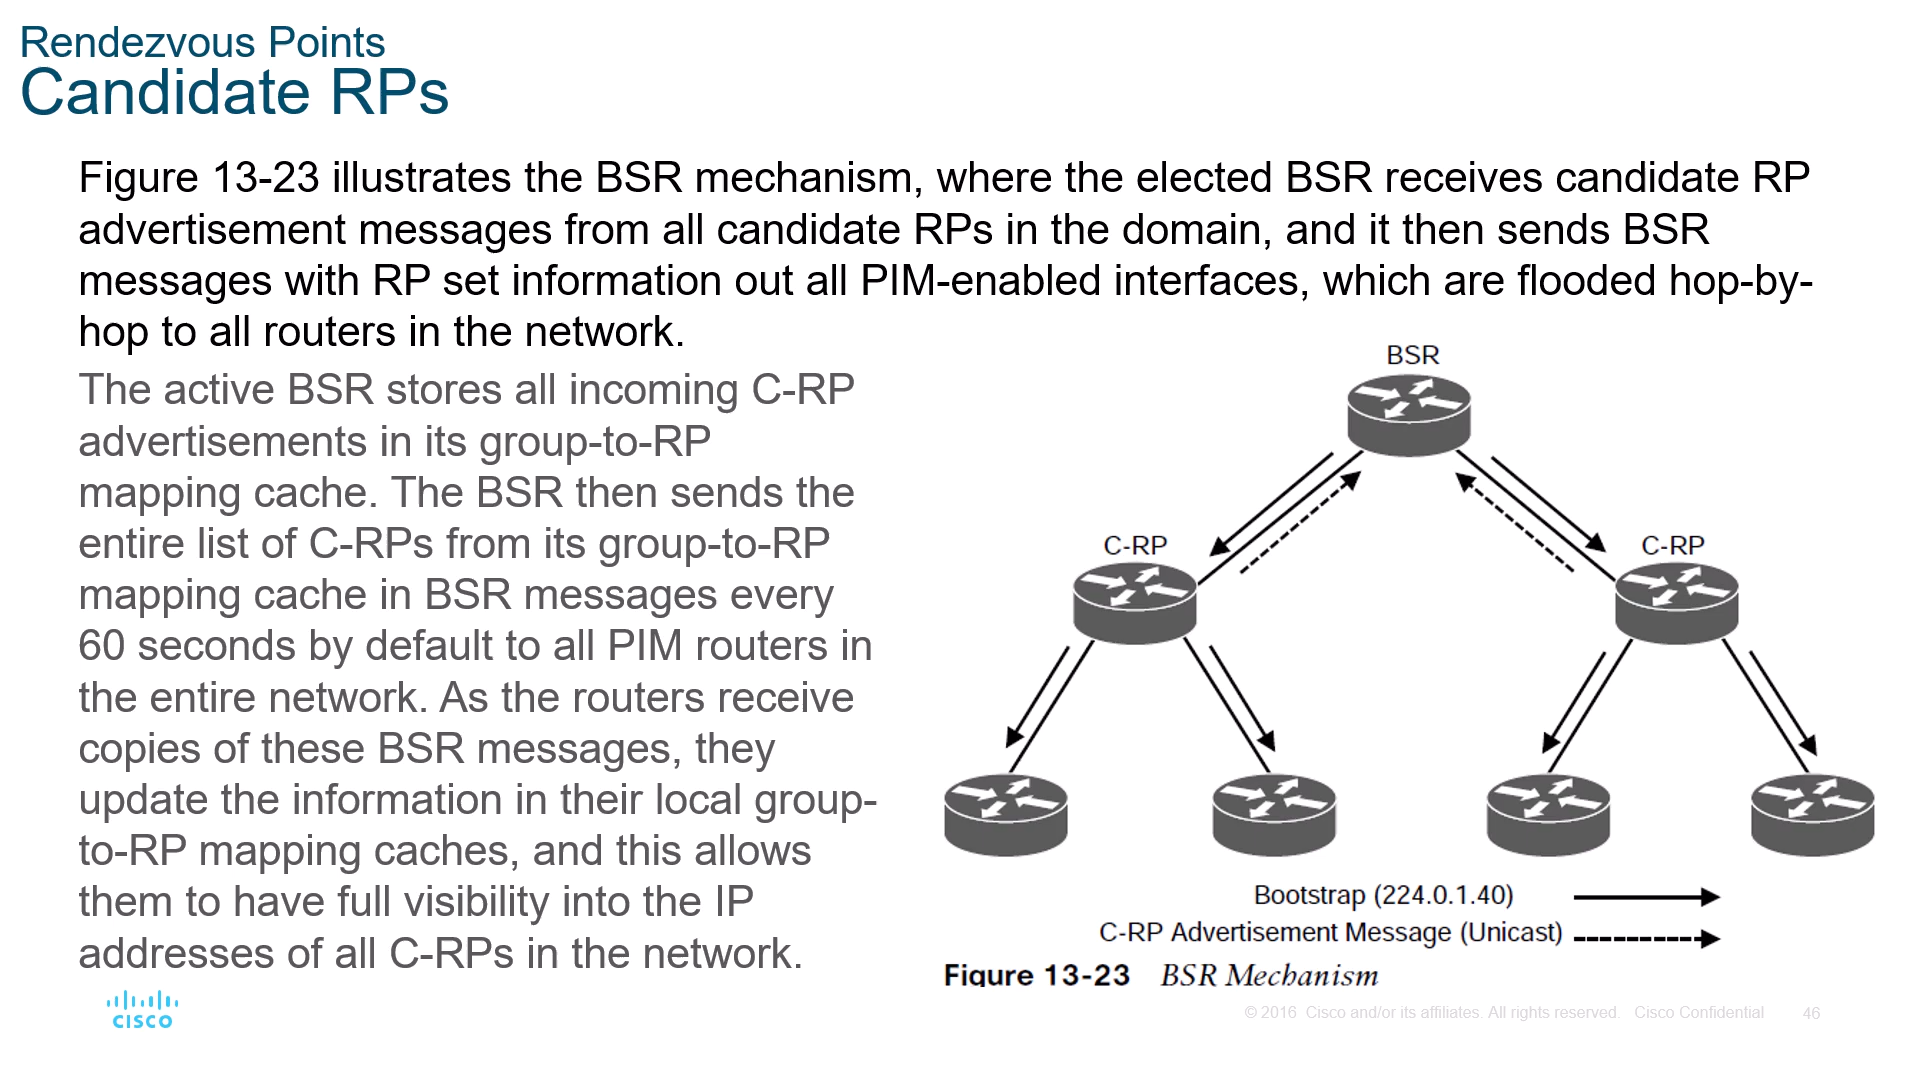 Rendezvous Points
Candidate RPs
Figure 13-23 illustrates the BSR mechanism, where the elected BSR receives candidate RP
advertisement messages from all candidate RPs in the domain, and it then sends BSR
messages with RP set information out all PIM-enabled interfaces, which are flooded hop-by-
hop to all routers in the network.
The active BSR stores all incoming C-RP
advertisements in its group-to-RP
mapping cache. The BSR then sends the
entire list of C-RPs from its group-to-RP
mapping cache in BSR messages every
60 seconds by default to all PIM routers in
the entire network. As the routers receive
copies of these BSR messages, they
update the information in their local group-
to-RP mapping caches, and this allows
them to have full visibility into the IP
addresses of all C-RPs in the network.
BSR
C-RP
C-RP
Bootstrap (224.0.1.40)
C-RP Advertisement Message (Unicast)
Figure 13-23 BSR Mechanism
CISCO
© 2016 Cisco and/or its affiliates. All rights reserved. Cisco Confidential
46